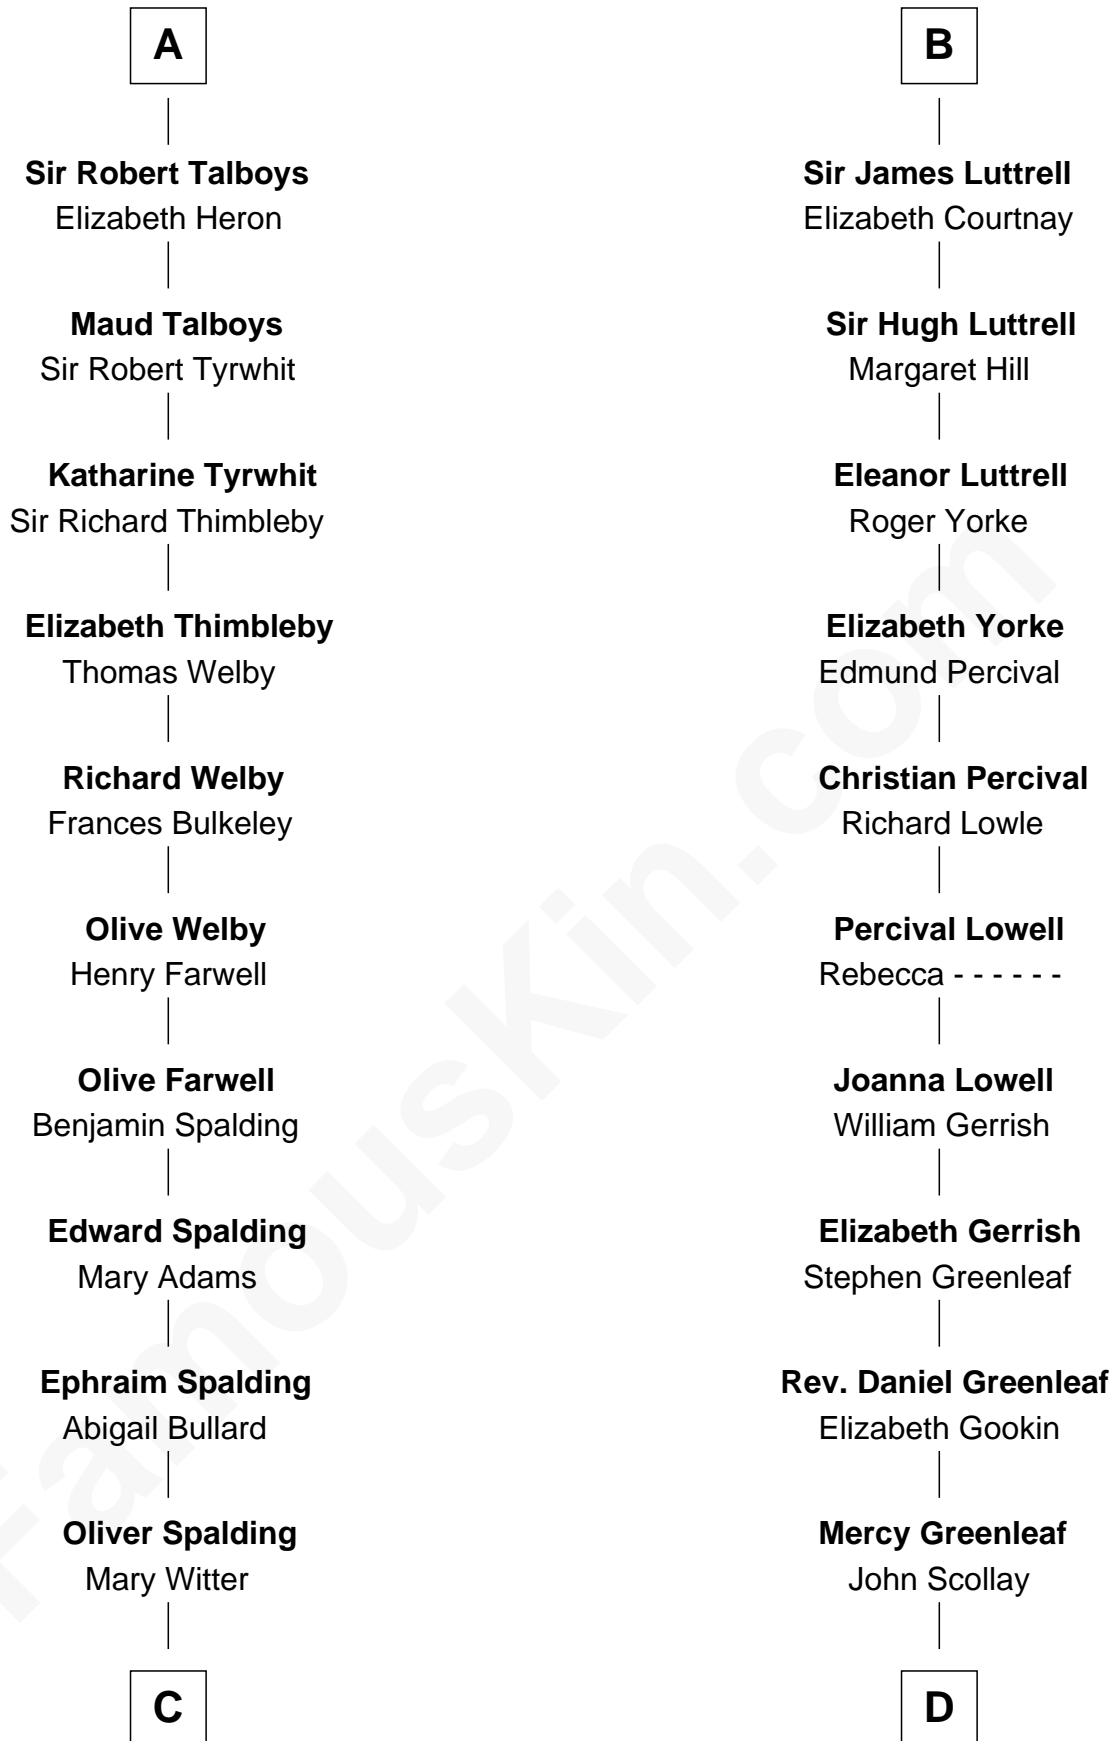 A
Sir Robert Talboys
Elizabeth Heron
Maud Talboys
Sir Robert Tyrwhit
Katharine Tyrwhit
Sir Richard Thimbleby
Elizabeth Thimbleby
Thomas Welby
Richard Welby
Frances Bulkeley
Olive Welby
Henry Farwell
Olive Farwell
Benjamin Spalding
Edward Spalding
Mary Adams
Ephraim Spalding
Abigail Bullard
Oliver Spalding
Mary Witter
C
B
Sir James Luttrell
Elizabeth Courtnay
Sir Hugh Luttrell
Margaret Hill
Eleanor Luttrell
Roger Yorke
Elizabeth Yorke
Edmund Percival
Christian Percival
Richard Lowle
Percival Lowell
Rebecca - - - - - -
Joanna Lowell
William Gerrish
Elizabeth Gerrish
Stephen Greenleaf
Rev. Daniel Greenleaf
Elizabeth Gookin
Mercy Greenleaf
John Scollay
D
FamousKin.com